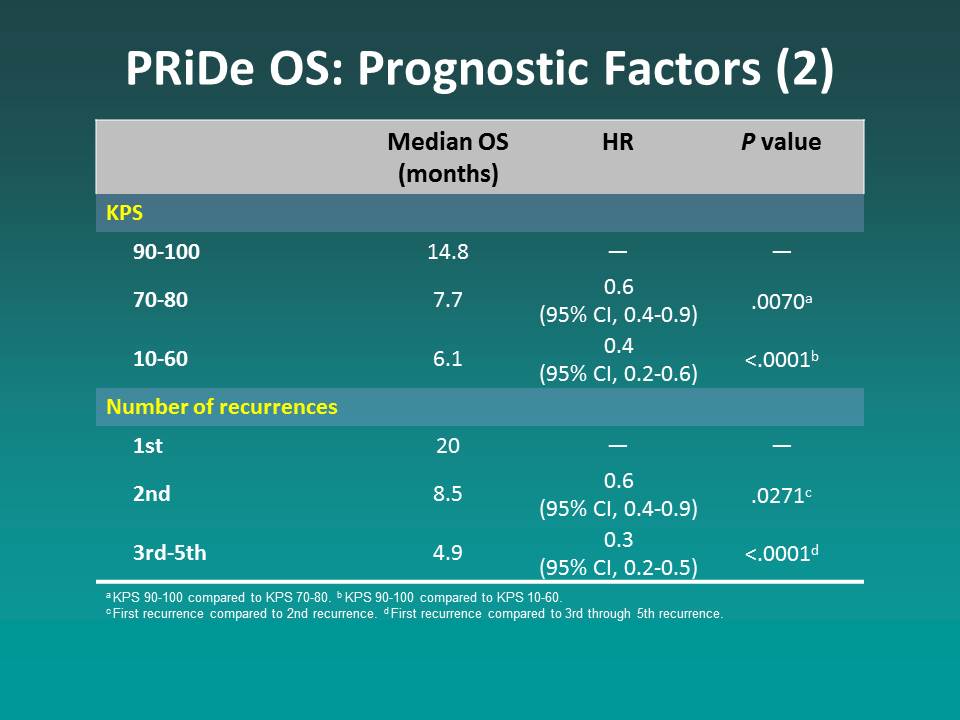 PRiDe OS: Prognostic Factors (2)
Median OS (months) HR P value
KPS
90-100 14.8 — —
70-80 7.7 0.6 (95% CI, 0.4-0.9) .0070a
10-60 6.1 0.4 (95% CI, 0.2-0.6) <.0001b
Number of recurrences
1st 20 — —
2nd 8.5 0.6 (95% CI, 0.4-0.9) .0271c
3rd-5th 4.9 0.3 (95% CI, 0.2-0.5) <.0001d
a KPS 90-100 compared to KPS 70-80. b KPS 90-100 compared to KPS 10-60.
c First recurrence compared to 2nd recurrence. d First recurrence compared to 3rd through 5th recurrence.